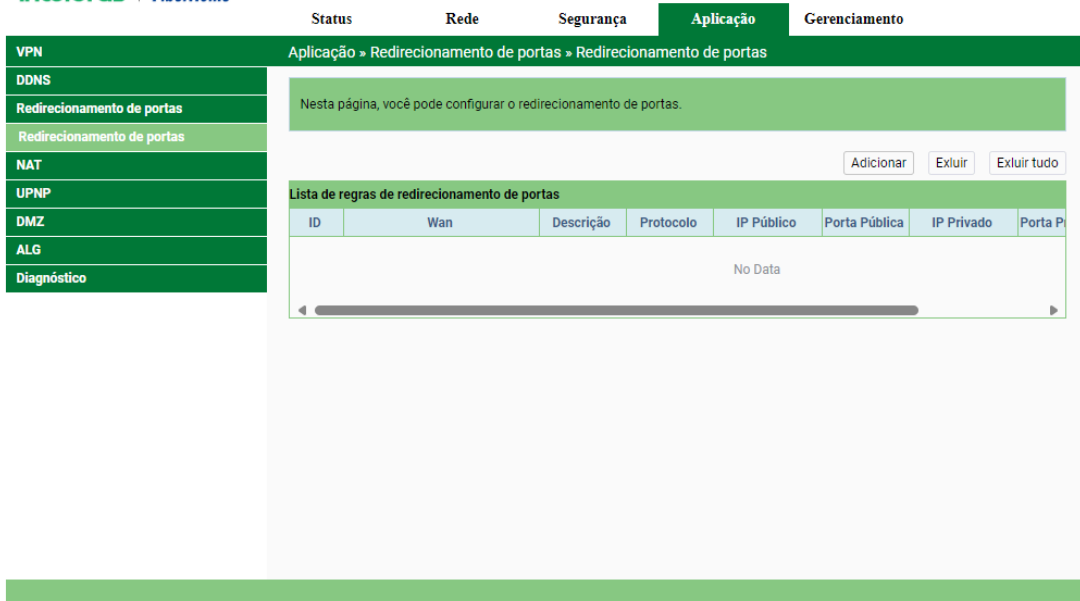 Status Rede Segurança Aplicação Gerenciamento
VPN
DDNS
Redirecionamento de portas
Redirecionamento de portas
NAT
UPNP
DMZ
ALG
Diagnóstico
Aplicação » Redirecionamento de portas » Redirecionamento de portas
Nesta página, você pode configurar o redirecionamento de portas.
Adicionar Exluir Exluir tudo
Lista de regras de redirecionamento de portas
ID Wan Descrição Protocolo IP Público Porta Pública IP Privado Porta
No Data